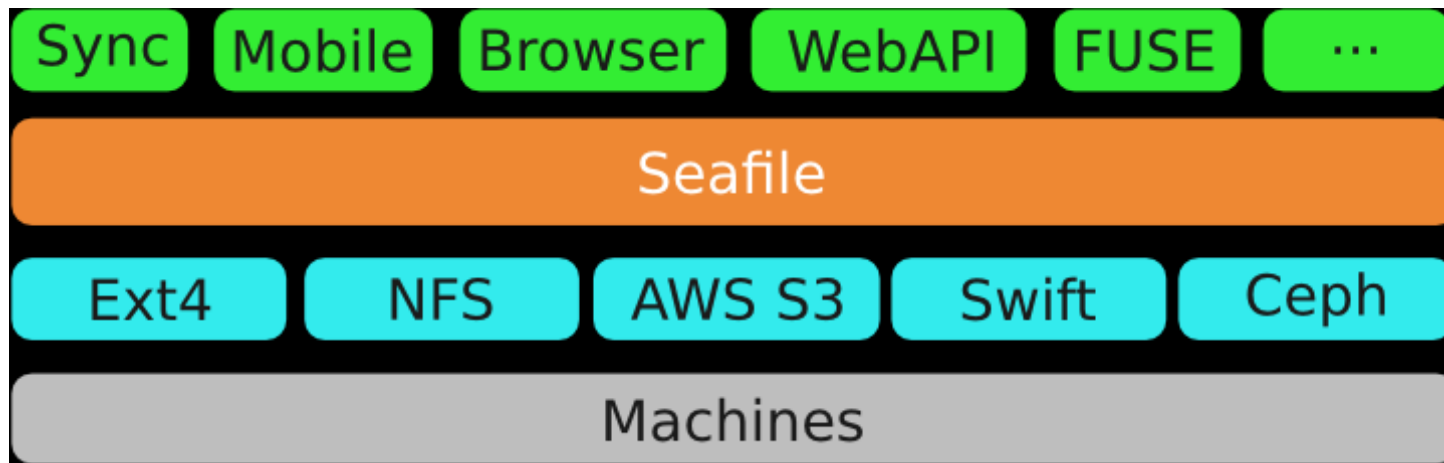 Sync Mobile Browser WebAPI FUSE ...
Seafile
Ext4 NFS AWS S3 Swift Ceph
Machines